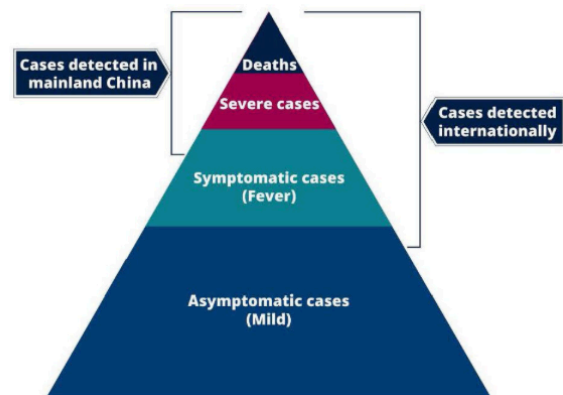 Deaths
Cases detected in
mainland China
Severe cases
Cases detected
internationally
Symptomatic cases
(Fever)
Asymptomatic cases
(Mild)